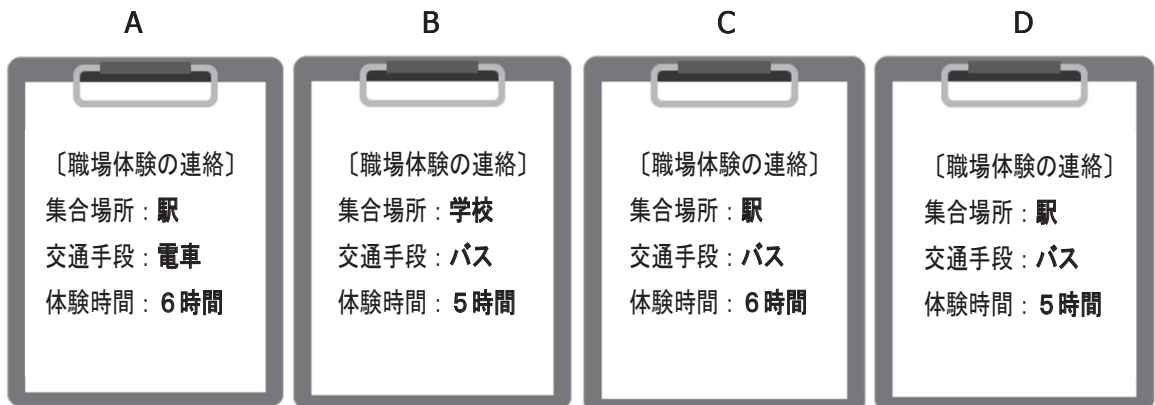 A
B
C
D
〔職場体験の連絡〕
集合場所：駅
交通手段：電車
体験時間：６時間
〔職場体験の連絡〕
集合場所：学校
交通手段：バス
体験時間：５時間
〔職場体験の連絡〕
集合場所：駅
交通手段：バス
体験時間：６時間
〔職場体験の連絡〕
集合場所：駅
交通手段：バス
体験時間：５時間